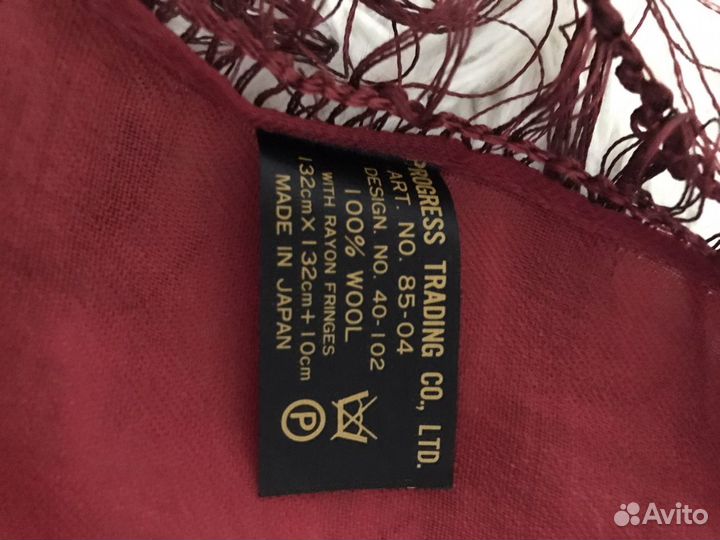 PROGRESS TRADING CO., LTD.
ART. NO. 85-04
DESIGN NO. 40-102
100% WOOL
WITH RAYON FRINGES
132cm X 132cm + 10cm
MADE IN JAPAN
P
Avito